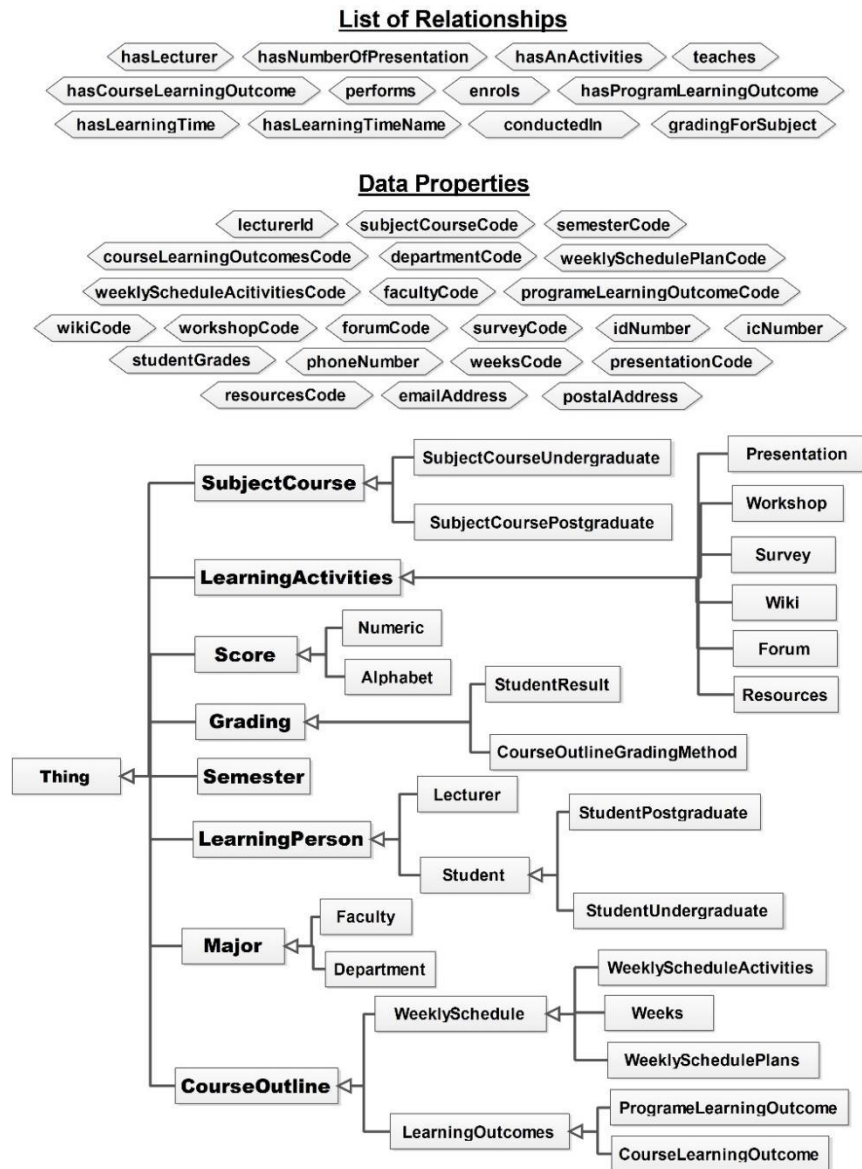 List of Relationships
hasLecturer hasNumberOfPresentation hasAnActivities teaches
hasCourseLearningOutcome performs enrols hasProgramLearningOutcome
hasLearningTime hasLearningTimeName conductedIn gradingForSubject
Data Properties
lecturerId subjectCourseCode semesterCode
courseLearningOutcomesCode departmentCode weeklySchedulePlanCode
weeklyScheduleAcitivitiesCode facultyCode programeLearningOutcomeCode
wikiCode workshopCode forumCode surveyCode idNumber icNumber
studentGrades phoneNumber weeksCode presentationCode
resourcesCode emailAddress postalAddress
SubjectCourseUndergraduate
Presentation
SubjectCourse
Workshop
SubjectCoursePostgraduate
Survey
LearningActivities
Wiki
Numeric
Forum
Score
Alphabet
StudentResult
Resources
Grading
CourseOutlineGradingMethod
Thing
Semester
Lecturer
StudentPostgraduate
LearningPerson
Student
StudentUndergraduate
Faculty
Major
Department
WeeklyScheduleActivities
WeeklySchedule
Weeks
WeeklySchedulePlans
CourseOutline
ProgrameLearningOutcome
LearningOutcomes
CourseLearningOutcome